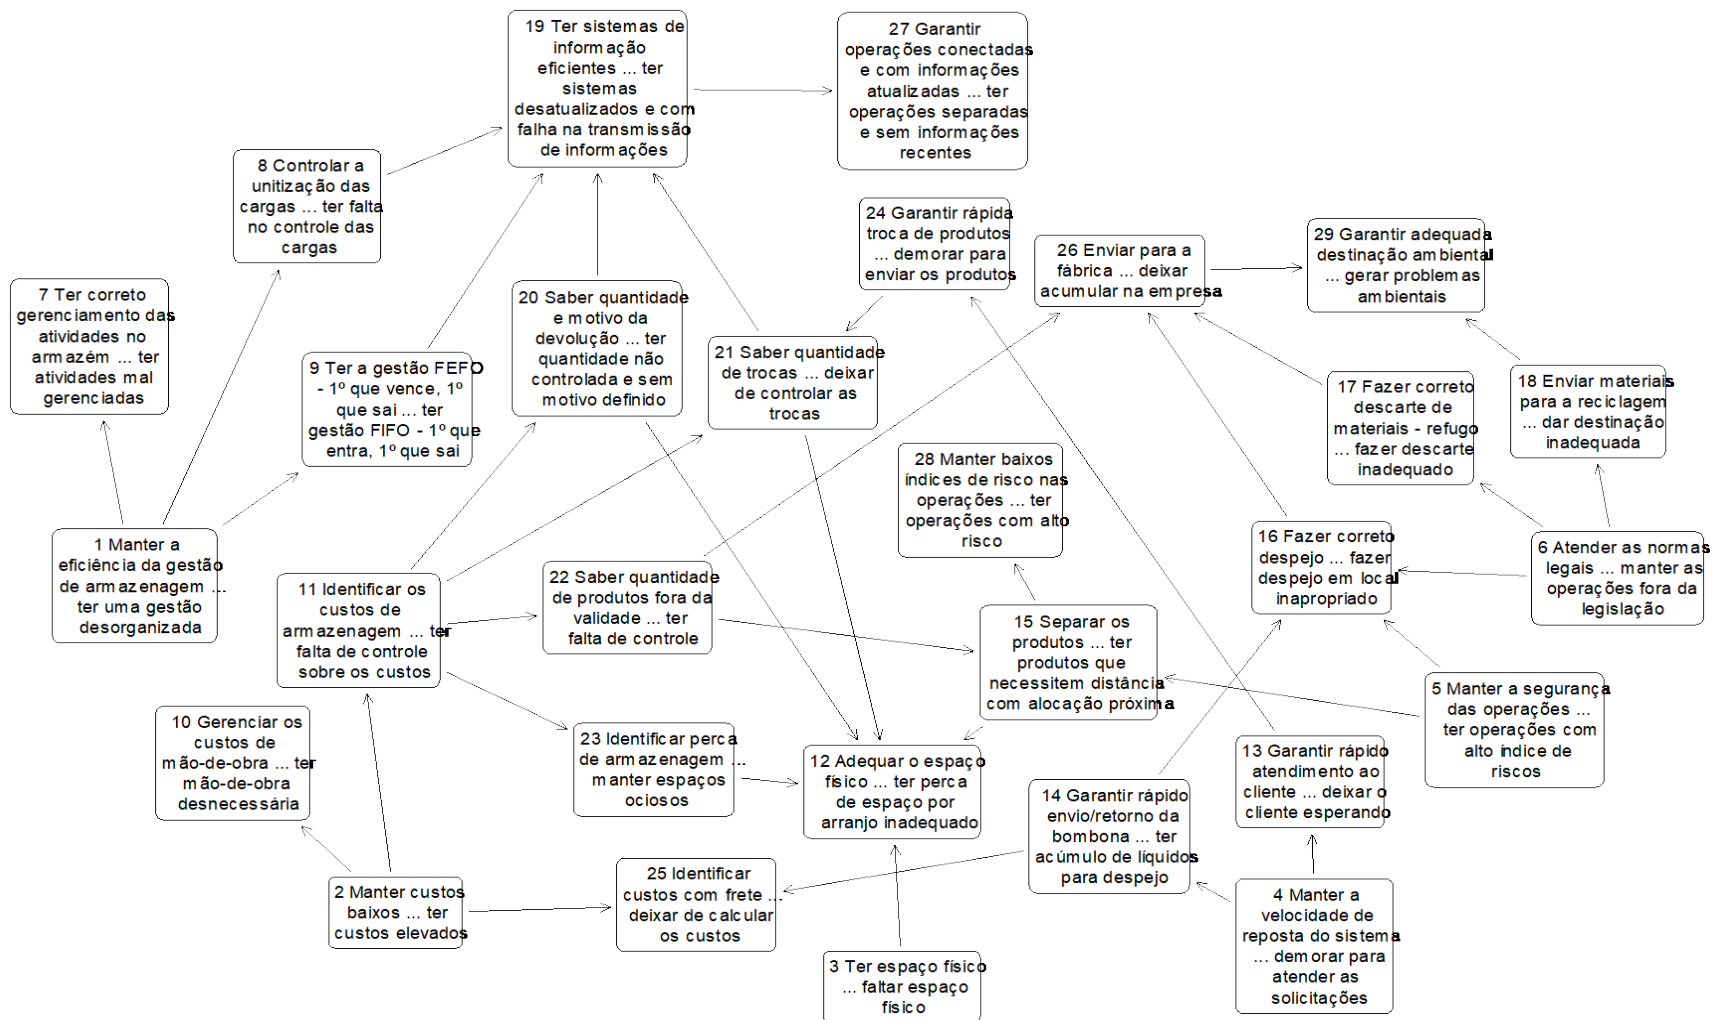 19 Ter sistemas de
informação
eficientes ... ter
sistemas
desatualizados e com
falha na transmissão
de informações
27 Garantir
operações conectadas
e com informações
atualizadas ... ter
operações separadas
e sem informações
recentes
8 Controlar a
unitização das
cargas ... ter falta
no controle das
cargas
24 Garantir rápida
troca de produtos
... demorar para
enviar os produtos
26 Enviar para a
fábrica ... deixar
acumular na empresa
29 Garantir adequada
destinação ambiental
... gerar problemas
ambientais
7 Ter correto
gerenciamento das
atividades no
armazém ... ter
atividades mal
gerenciadas
20 Saber quantidade
e motivo da
devolução ... ter
quantidade não
controlada e sem
motivo definido
9 Ter a gestão FEFO
- 1º que vence, 1º
que sai ... ter
gestão FIFO - 1º que
entra, 1º que sai
21 Saber quantidade
de trocas ... deixar
de controlar as
trocas
17 Fazer correto
descarte de
materiais - refugo
... fazer descarte
inadequado
18 Enviar materiais
para a reciclagem
... dar destinação
inadequada
28 Manter baixos
índices de risco nas
operações ... ter
operações com alto
risco
1 Manter a
eficiência da gestão
de armazenagem ...
ter uma gestão
desorganizada
16 Fazer correto
despejo ... fazer
despejo em local
inapropriado
6 Atender as normas
legais ... manter as
operações fora da
legislação
11 Identificar os
custos de
armazenagem ... ter
falta de controle
sobre os custos
22 Saber quantidade
de produtos fora da
validade ... ter
falta de controle
15 Separar os
produtos ... ter
produtos que
necessitem distância
com alocação próxima
5 Manter a segurança
das operações ...
ter operações com
alto índice de
riscos
10 Gerenciar os
custos de
mão-de-obra ... ter
mão-de-obra
desnecessária
23 Identificar perca
de armazenagem ...
manter espaços
ociosos
12 Adequar o espaço
físico ... ter perca
de espaço por
arranjo inadequado
13 Garantir rápido
atendimento ao
cliente ... deixar o
cliente esperando
14 Garantir rápido
envio/retorno da
bombona ... ter
acúmulo de líquidos
para despejo
25 Identificar
custos com frete ...
deixar de calcular
os custos
2 Manter custos
baixos ... ter
custos elevados
4 Manter a
velocidade de
reposta do sistema
... demorar para
atender as
solicitações
3 Ter espaço físico
... faltar espaço
físico